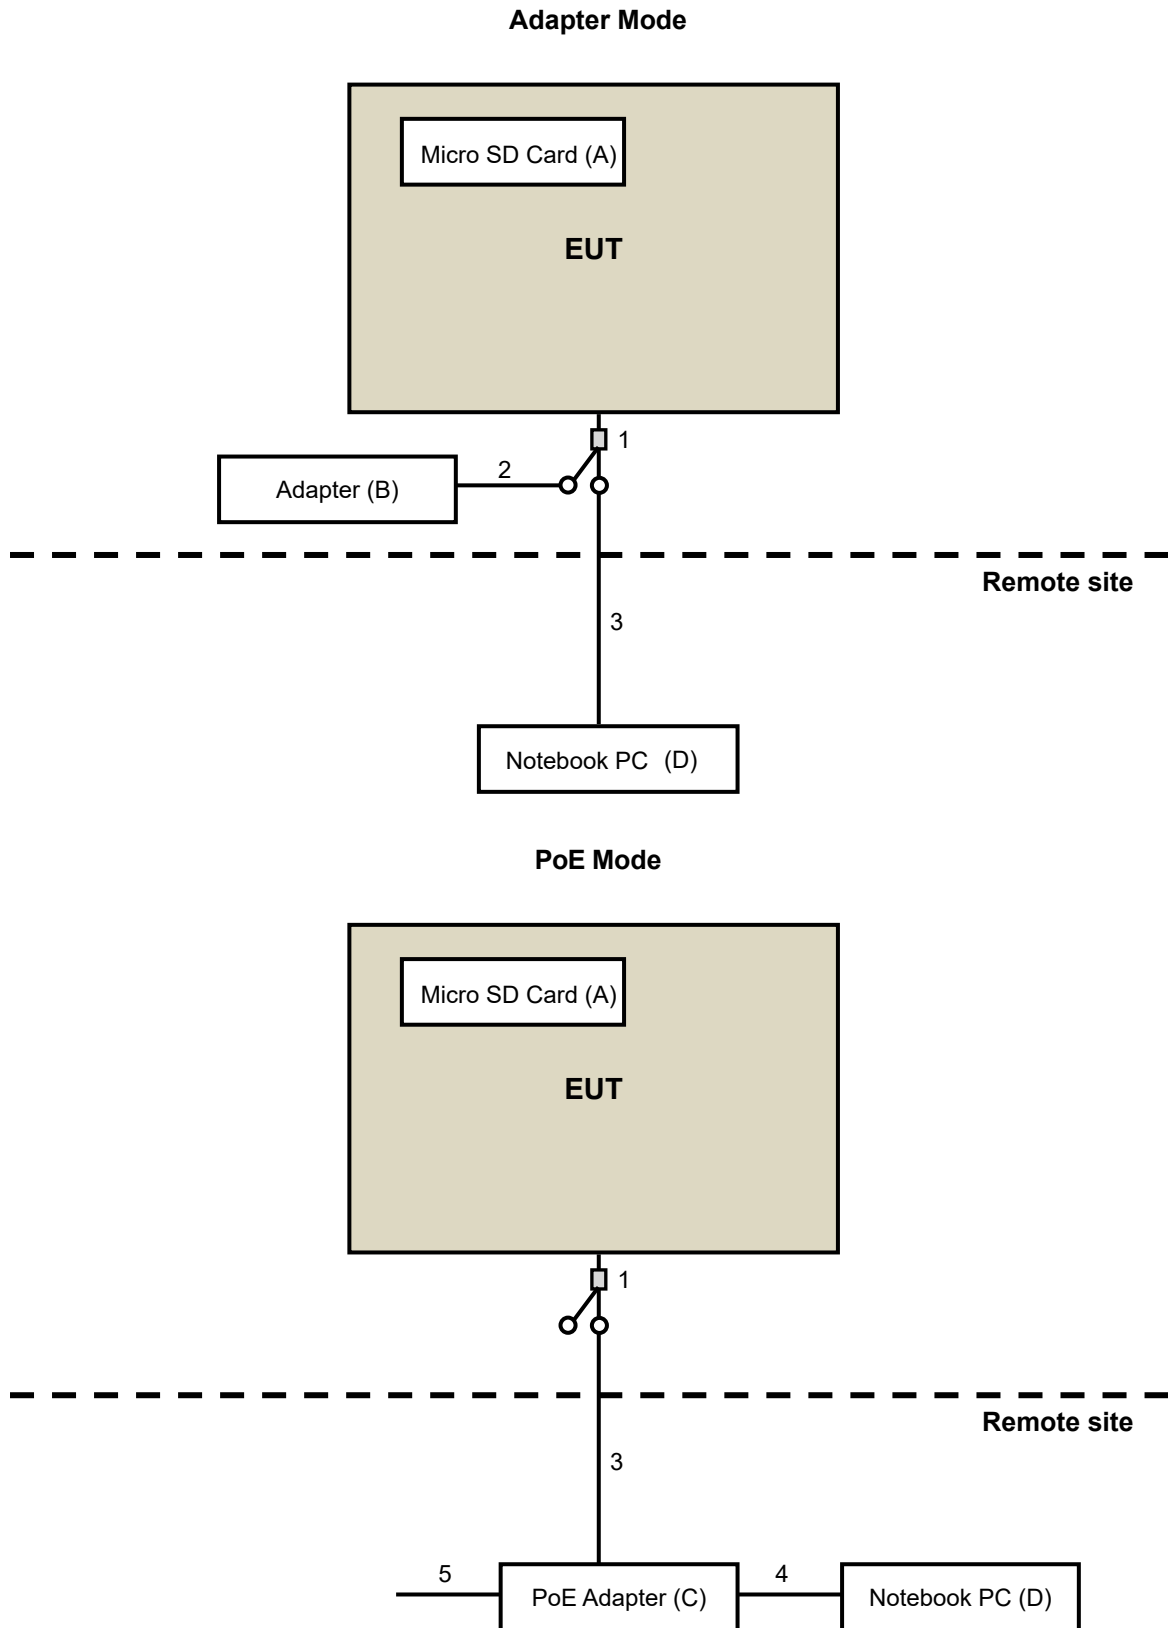 Adapter Mode
Micro SD Card (A)
EUT
1
2
Adapter (B)
Remote site
3
Notebook PC (D)
PoE Mode
Micro SD Card (A)
EUT
1
Remote site
3
5
4
PoE Adapter (C)
Notebook PC (D)